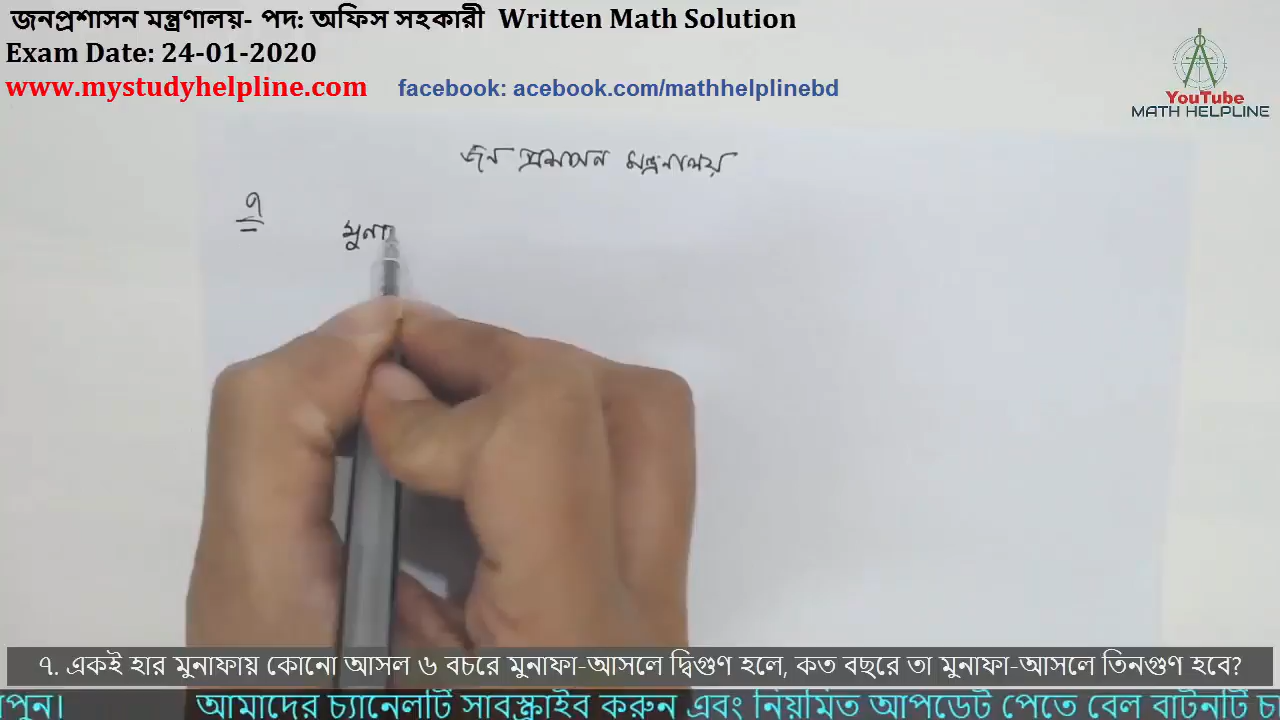 জনপ্রশাসন মন্ত্রণালয়- পদ: অফিস সহকারী Written Math Solution
Exam Date: 24-01-2020
www.mystudyhelpline.com facebook: acebook.com/mathhelplinebd
YouTube
MATH HELPLINE
জন প্রশাসন মন্ত্রনালয়
৭
মুনা
৭. একই হার মুনাফায় কোনো আসল ৬ বচরে মুনাফা-আসলে দ্বিগুণ হলে, কত বছরে তা মুনাফা-আসলে তিনগুণ হবে?
পুন। আমাদের চ্যানেলটি সাবস্ক্রাইব করুন এবং নিয়মিত আপডেট পেতে বেল বাটনটি চ